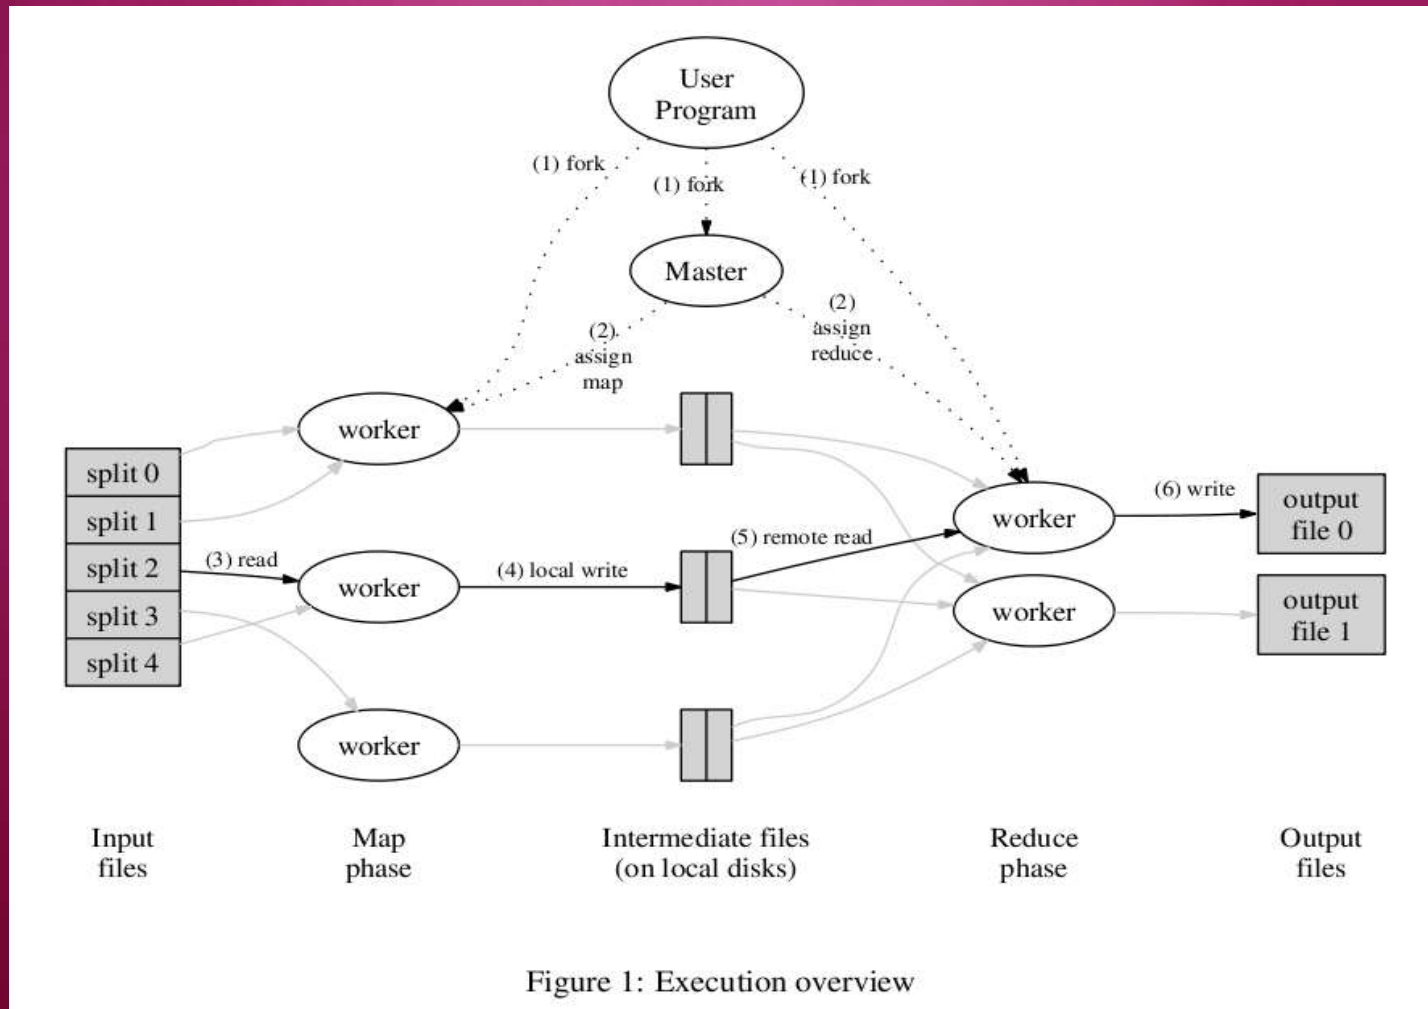 User
Program
(1) fork
(1) fork
(1) fork
Master
(2)
assign
map
(2)
assign
reduce
worker
split 0
split 1
split 2
split 3
split 4
(3) read
worker
(4) local write
(5) remote read
worker
(6) write
output
file 0
worker
output
file 1
worker
Input
files
Map
phase
Intermediate files
(on local disks)
Reduce
phase
Output
files
Figure 1: Execution overview